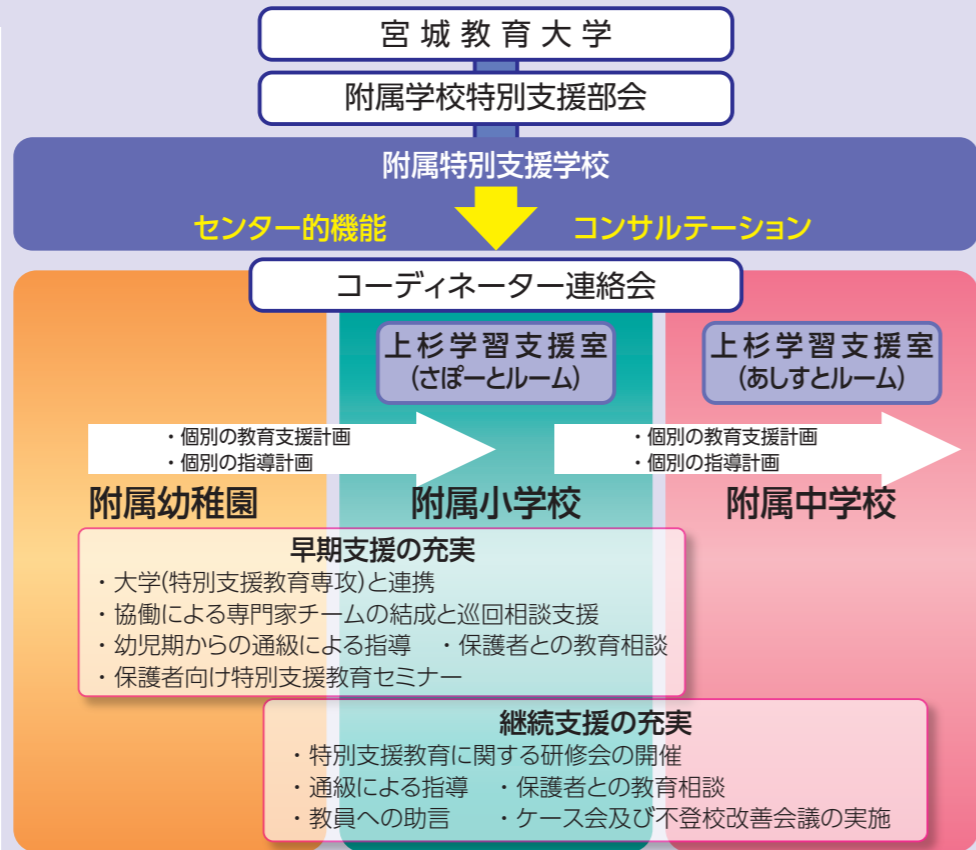 宮城教育大学
附属学校特別支援部会
附属特別支援学校
センター的機能
コンサルテーション
コーディネーター連絡会
上杉学習支援室
(さぽーとルーム)
上杉学習支援室
(あしすとルーム)
・個別の教育支援計画
・個別の指導計画
・個別の教育支援計画
・個別の指導計画
附属幼稚園
附属小学校
附属中学校
早期支援の充実
・大学(特別支援教育専攻)と連携
・協働による専門家チームの結成と巡回相談支援
・幼児期からの通級による指導　・保護者との教育相談
・保護者向け特別支援教育セミナー
継続支援の充実
・特別支援教育に関する研修会の開催
・通級による指導　・保護者との教育相談
・教員への助言　・ケース会及び不登校改善会議の実施